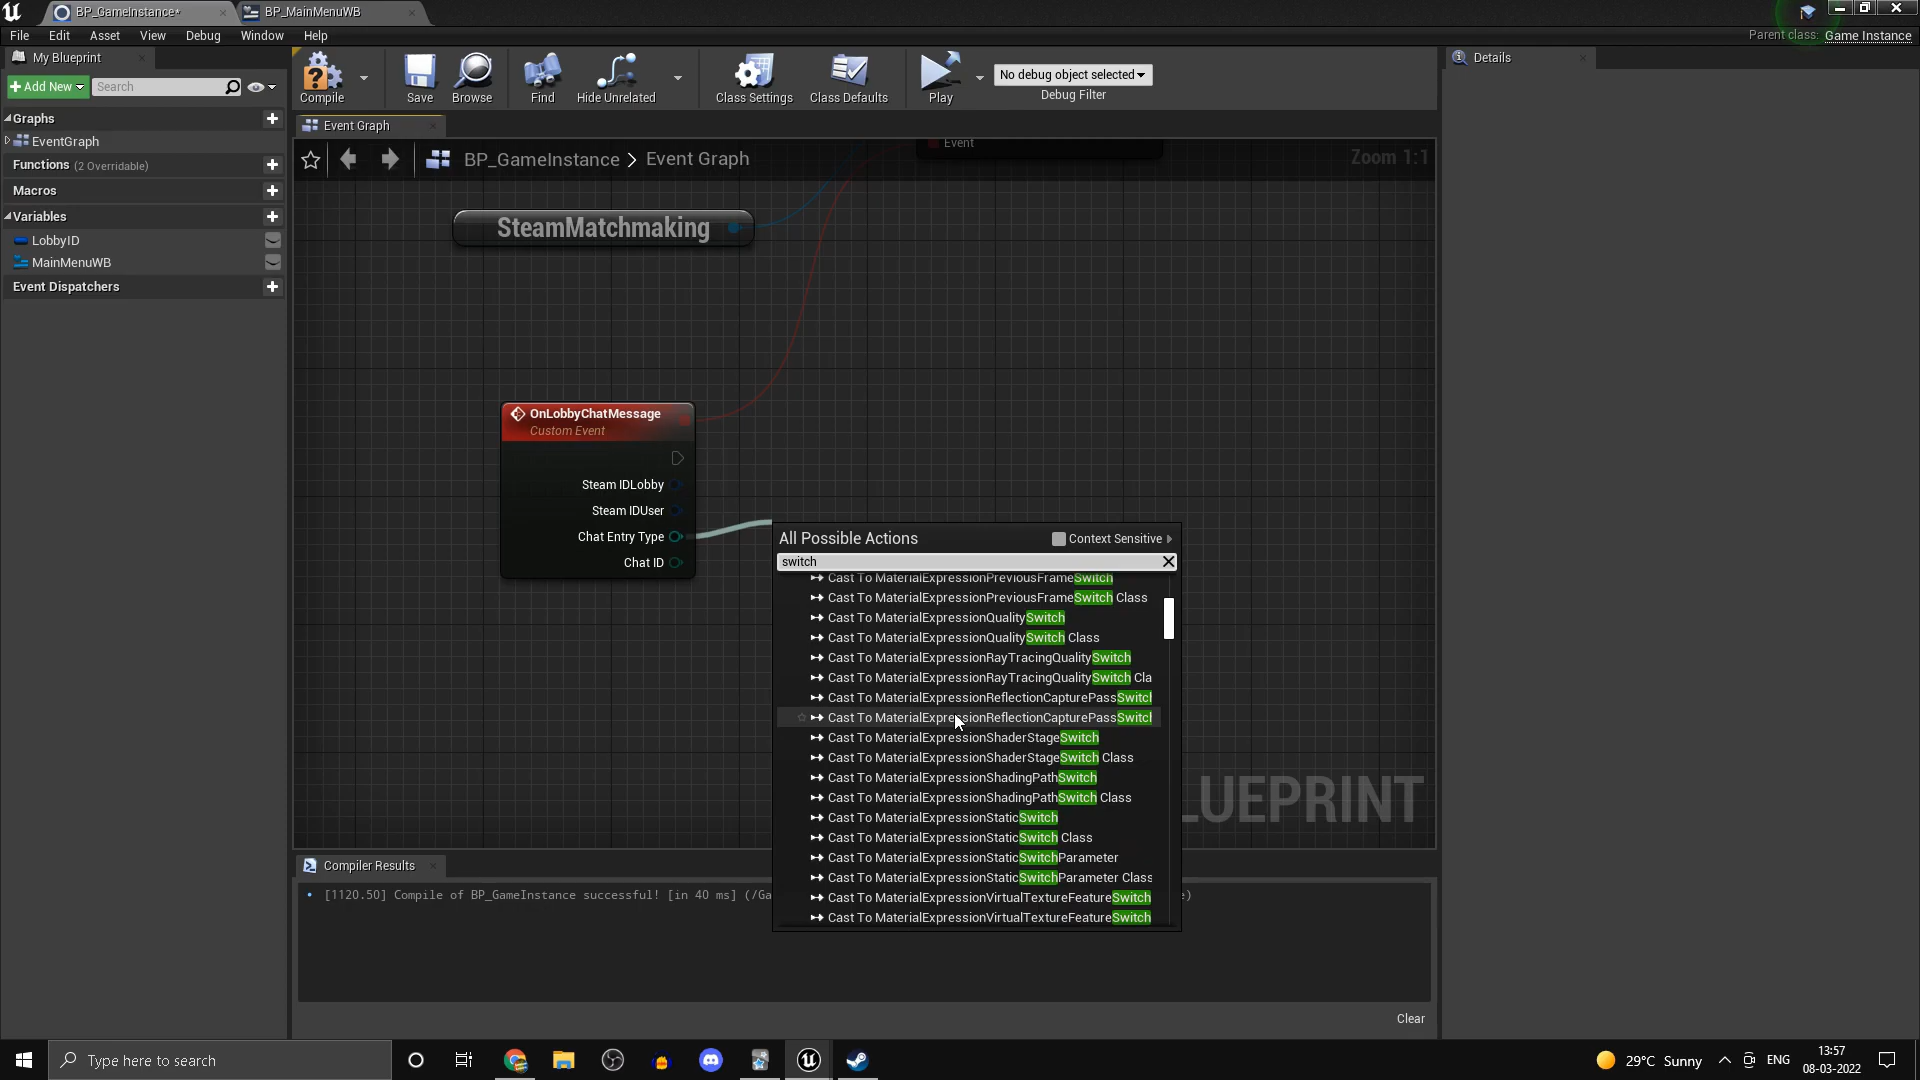 BP_GameInstance*
BP_MainMenuWB
File Edit Asset View Debug Window Help
Parent class: Game Instance
My Blueprint
Add New
Search
Graphs
EventGraph
Functions (2 Overridable)
Macros
Variables
LobbyID
MainMenuWB
Event Dispatchers
Compile
Save
Browse
Find
Hide Unrelated
Class Settings
Class Defaults
Play
No debug object selected
Debug Filter
Details
Event Graph
BP_GameInstance > Event Graph
Zoom 1:1
Event
SteamMatchmaking
OnLobbyChatMessage
Custom Event
Steam IDLobby
Steam IDUser
Chat Entry Type
Chat ID
All Possible Actions
Context Sensitive
switch
Cast To MaterialExpressionPreviousFrameSwitch
Cast To MaterialExpressionPreviousFrameSwitch Class
Cast To MaterialExpressionQualitySwitch
Cast To MaterialExpressionQualitySwitch Class
Cast To MaterialExpressionRayTracingQualitySwitch
Cast To MaterialExpressionRayTracingQualitySwitch Cla
Cast To MaterialExpressionReflectionCapturePassSwitch
Cast To MaterialExpressionReflectionCapturePassSwitch
Cast To MaterialExpressionShaderStageSwitch
Cast To MaterialExpressionShaderStageSwitch Class
Cast To MaterialExpressionShadingPathSwitch
Cast To MaterialExpressionShadingPathSwitch Class
Cast To MaterialExpressionStaticSwitch
Cast To MaterialExpressionStaticSwitch Class
Cast To MaterialExpressionStaticSwitchParameter
Cast To MaterialExpressionStaticSwitchParameter Class
Cast To MaterialExpressionVirtualTextureFeatureSwitch
Cast To MaterialExpressionVirtualTextureFeatureSwitch
LUEPRINT
Compiler Results
[1120.50] Compile of BP_GameInstance successful! [in 40 ms] (/Ga
e)
Clear
Type here to search
29°C Sunny
ENG
13:57
08-03-2022